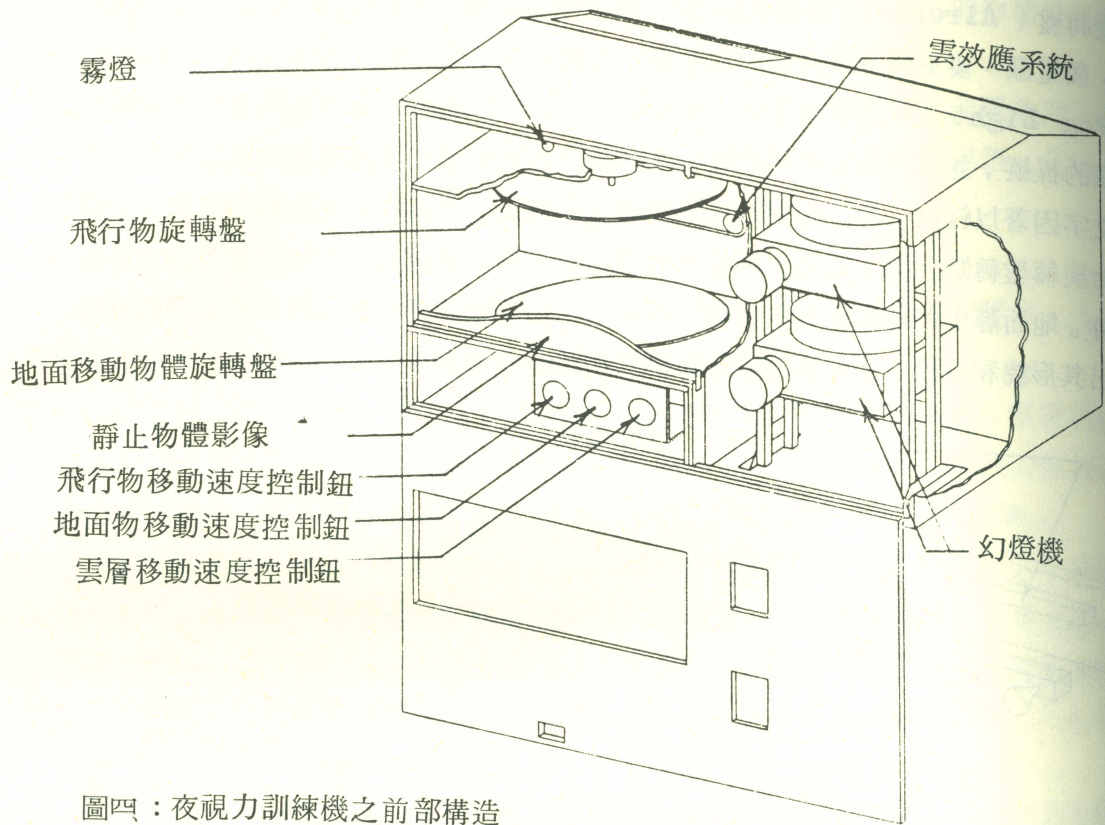 霧燈
雲效應系統
飛行物旋轉盤
地面移動物體旋轉盤
靜止物體影像
飛行物移動速度控制鈕
地面物移動速度控制鈕
雲層移動速度控制鈕
幻燈機
圖四：夜視力訓練機之前部構造